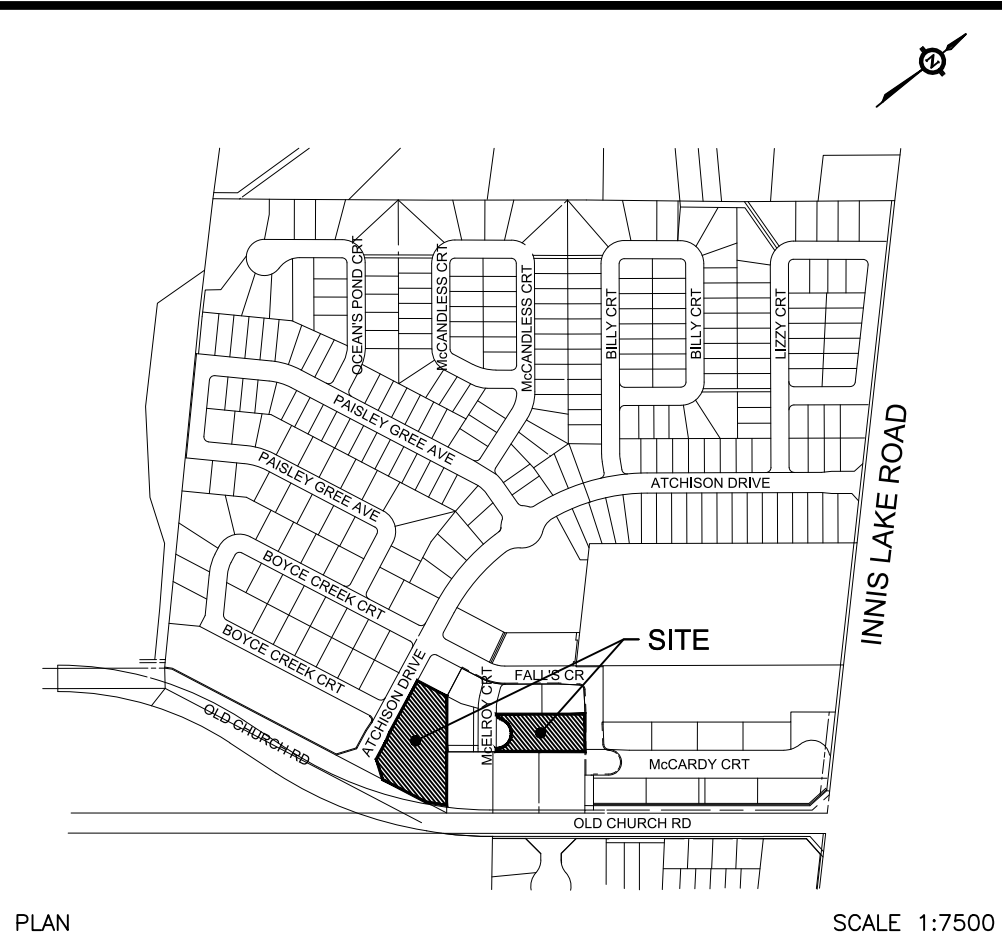 N
OCEAN'S POND CRT
McCANDLESS CRT
McCANDLESS CRT
BILLY CRT
BILLY CRT
LIZZY CRT
PAISLEY GREE AVE
PAISLEY GREE AVE
ATCHISON DRIVE
INNIS LAKE ROAD
BOYCE CREEK CRT
BOYCE CREEK CRT
ATCHISON DRIVE
SITE
FALL'S CR
McELROY CRT
OLD CHURCH RD
McCARDY CRT
OLD CHURCH RD
PLAN
SCALE 1:7500